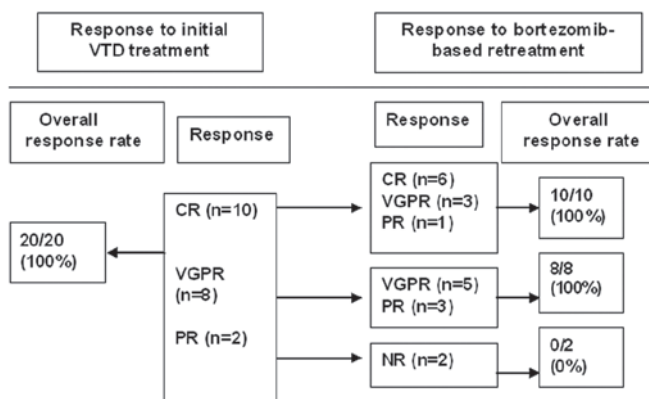 Response to initial
VTD treatment
Response to bortezomib-
based retreatment
Overall
response rate
Response
Response
Overall
response rate
20/20
(100%)
CR (n=10)
VGPR
(n=8)
PR (n=2)
CR (n=6)
VGPR (n=3)
PR (n=1)
10/10
(100%)
VGPR (n=5)
PR (n=3)
8/8
(100%)
NR (n=2)
0/2
(0%)